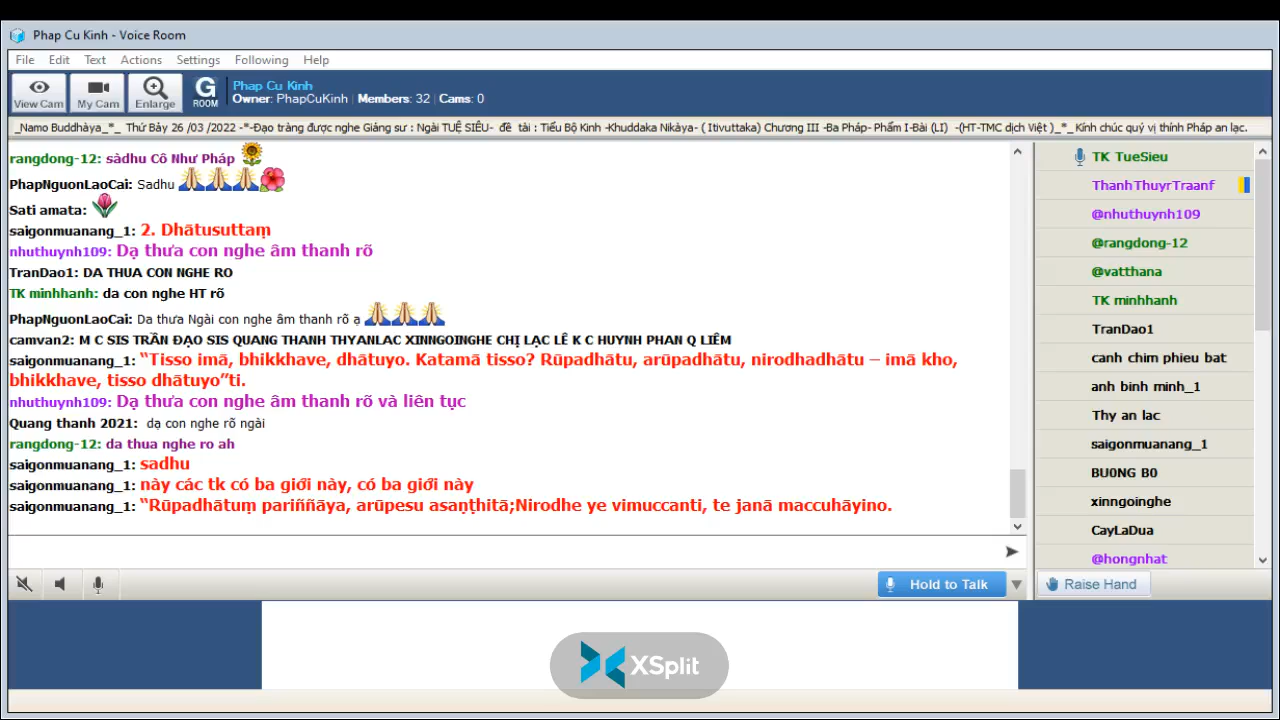 Phap Cu Kinh - Voice Room
File Edit Text Actions Settings Following Help
View Cam My Cam Enlarge G ROOM
Phap Cu Kinh
Owner: PhapCuKinh | Members: 32 | Cams: 0
_Namo Buddhàya_*_ Thứ Bảy 26 /03 /2022 -*-Đạo tràng được nghe Giảng sư : Ngài TUỆ SIÊU- đề tài : Tiểu Bộ Kinh -Khuddaka Nikàya- ( Itivuttaka) Chương III -Ba Pháp- Phẩm I-Bài (LI) -(HT-TMC dịch Việt )_*_ Kính chúc quý vị thính Pháp an lạc.
rangdong-12: sàdhu Cô Như Pháp
PhapNguonLaoCai: Sadhu
Sati amata:
saigonmuanang_1: 2. Dhātusuttaṃ
nhuthuynh109: Dạ thưa con nghe âm thanh rõ
TranDao1: DA THUA CON NGHE RO
TK minhhanh: da con nghe HT rõ
PhapNguonLaoCai: Da thưa Ngài con nghe âm thanh rõ ạ
camvan2: M C SIS TRẦN ĐẠO SIS QUANG THANH THYANLAC XINNGOINGHE CHỊ LẠC LÊ K C HUYNH PHAN Q LIÊM
saigonmuanang_1: “Tisso imā, bhikkhave, dhātuyo. Katamā tisso? Rūpadhātu, arūpadhātu, nirodhadhātu – imā kho,
bhikkhave, tisso dhātuyo”ti.
nhuthuynh109: Dạ thưa con nghe âm thanh rõ và liên tục
Quang thanh 2021: dạ con nghe rõ ngài
rangdong-12: da thua nghe ro ah
saigonmuanang_1: sadhu
saigonmuanang_1: này các tk có ba giới này, có ba giới này
saigonmuanang_1: “Rūpadhātuṃ pariññāya, arūpesu asaṇṭhitā;Nirodhe ye vimuccanti, te janā maccuhāyino.
TK TueSieu
ThanhThuyrTraanf
@nhuthuynh109
@rangdong-12
@vatthana
TK minhhanh
TranDao1
canh chim phieu bat
anh binh minh_1
Thy an lac
saigonmuanang_1
BU0NG B0
xinngoinghe
CayLaDua
@hongnhat
Hold to Talk
Raise Hand
XSplit